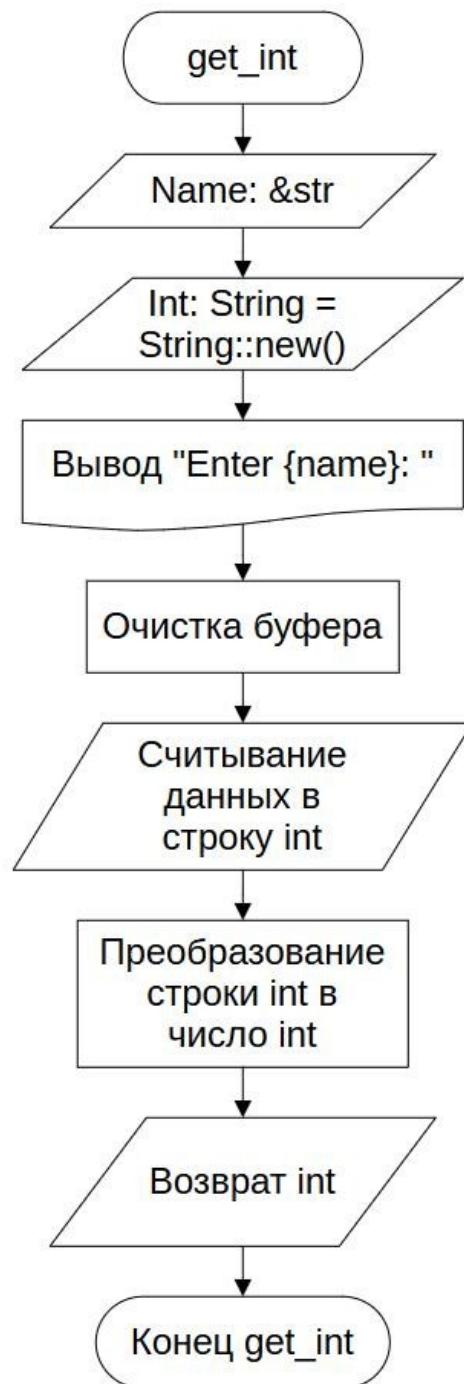 get_int
Name: &str
Int: String =
String::new()
Вывод "Enter {name}: "
Очистка буфера
Считывание
данных в
строку int
Преобразование
строки int в
число int
Возврат int
Конец get_int